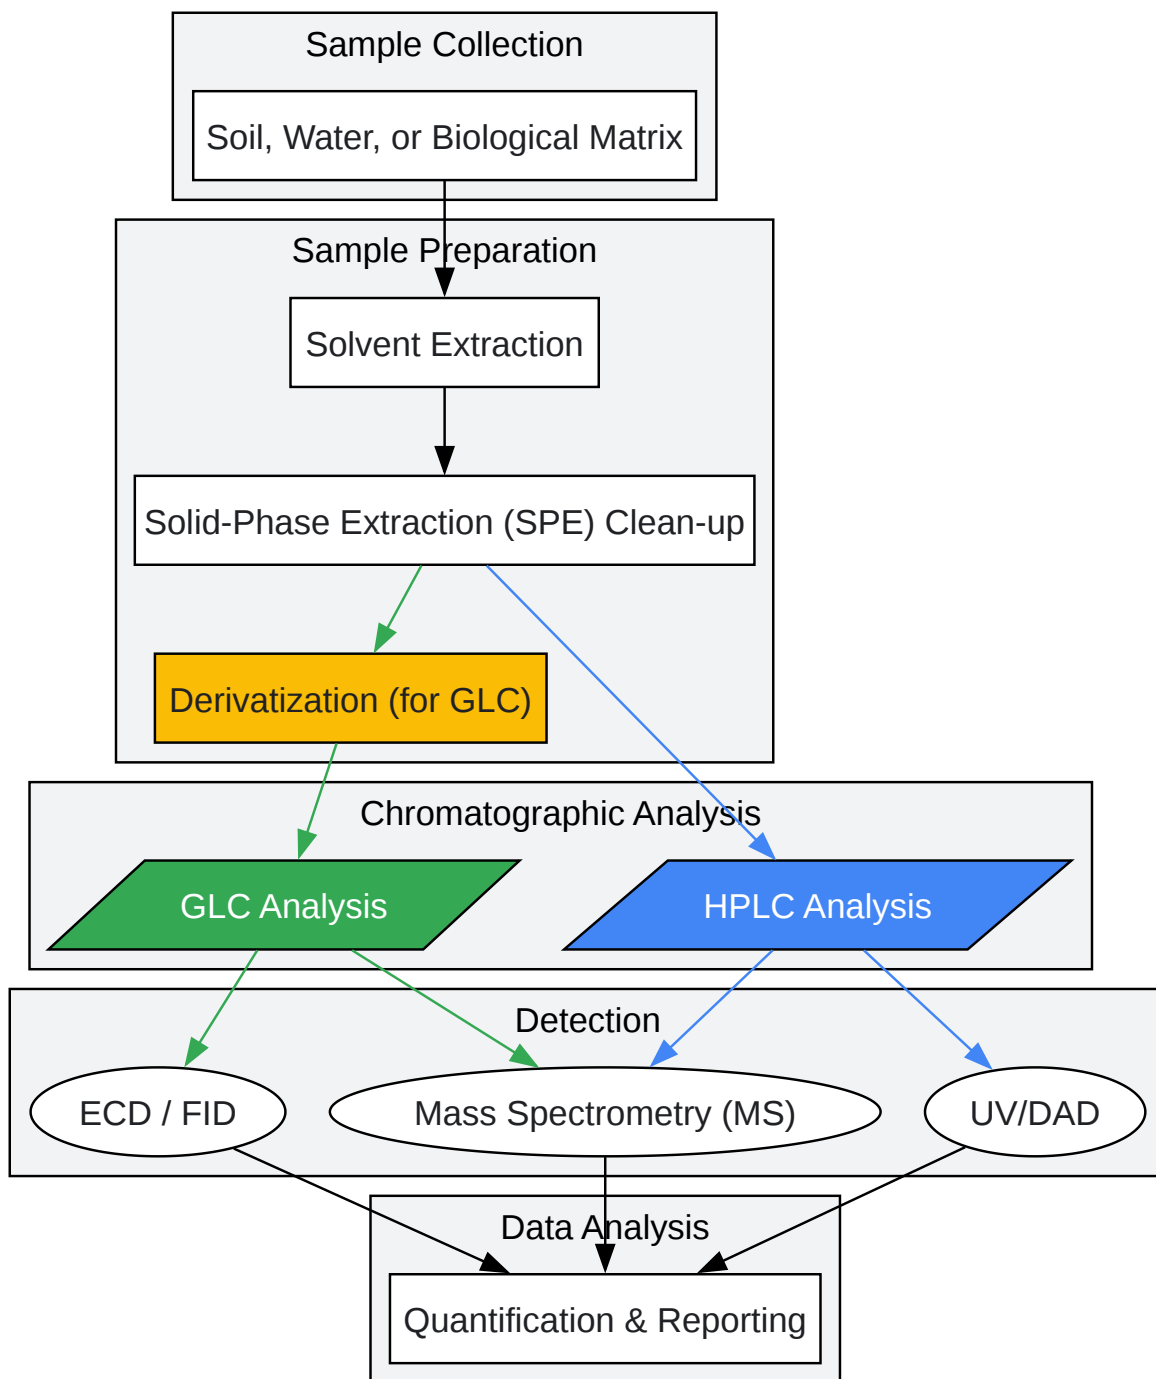 Sample Collection
Soil, Water, or Biological Matrix
Sample Preparation
Solvent Extraction
Solid-Phase Extraction (SPE) Clean-up
Derivatization (for GLC)
Chromatographic Analysis
GLC Analysis
HPLC Analysis
Detection
ECD / FID
Mass Spectrometry (MS)
UV/DAD
Data Analysis
Quantification & Reporting